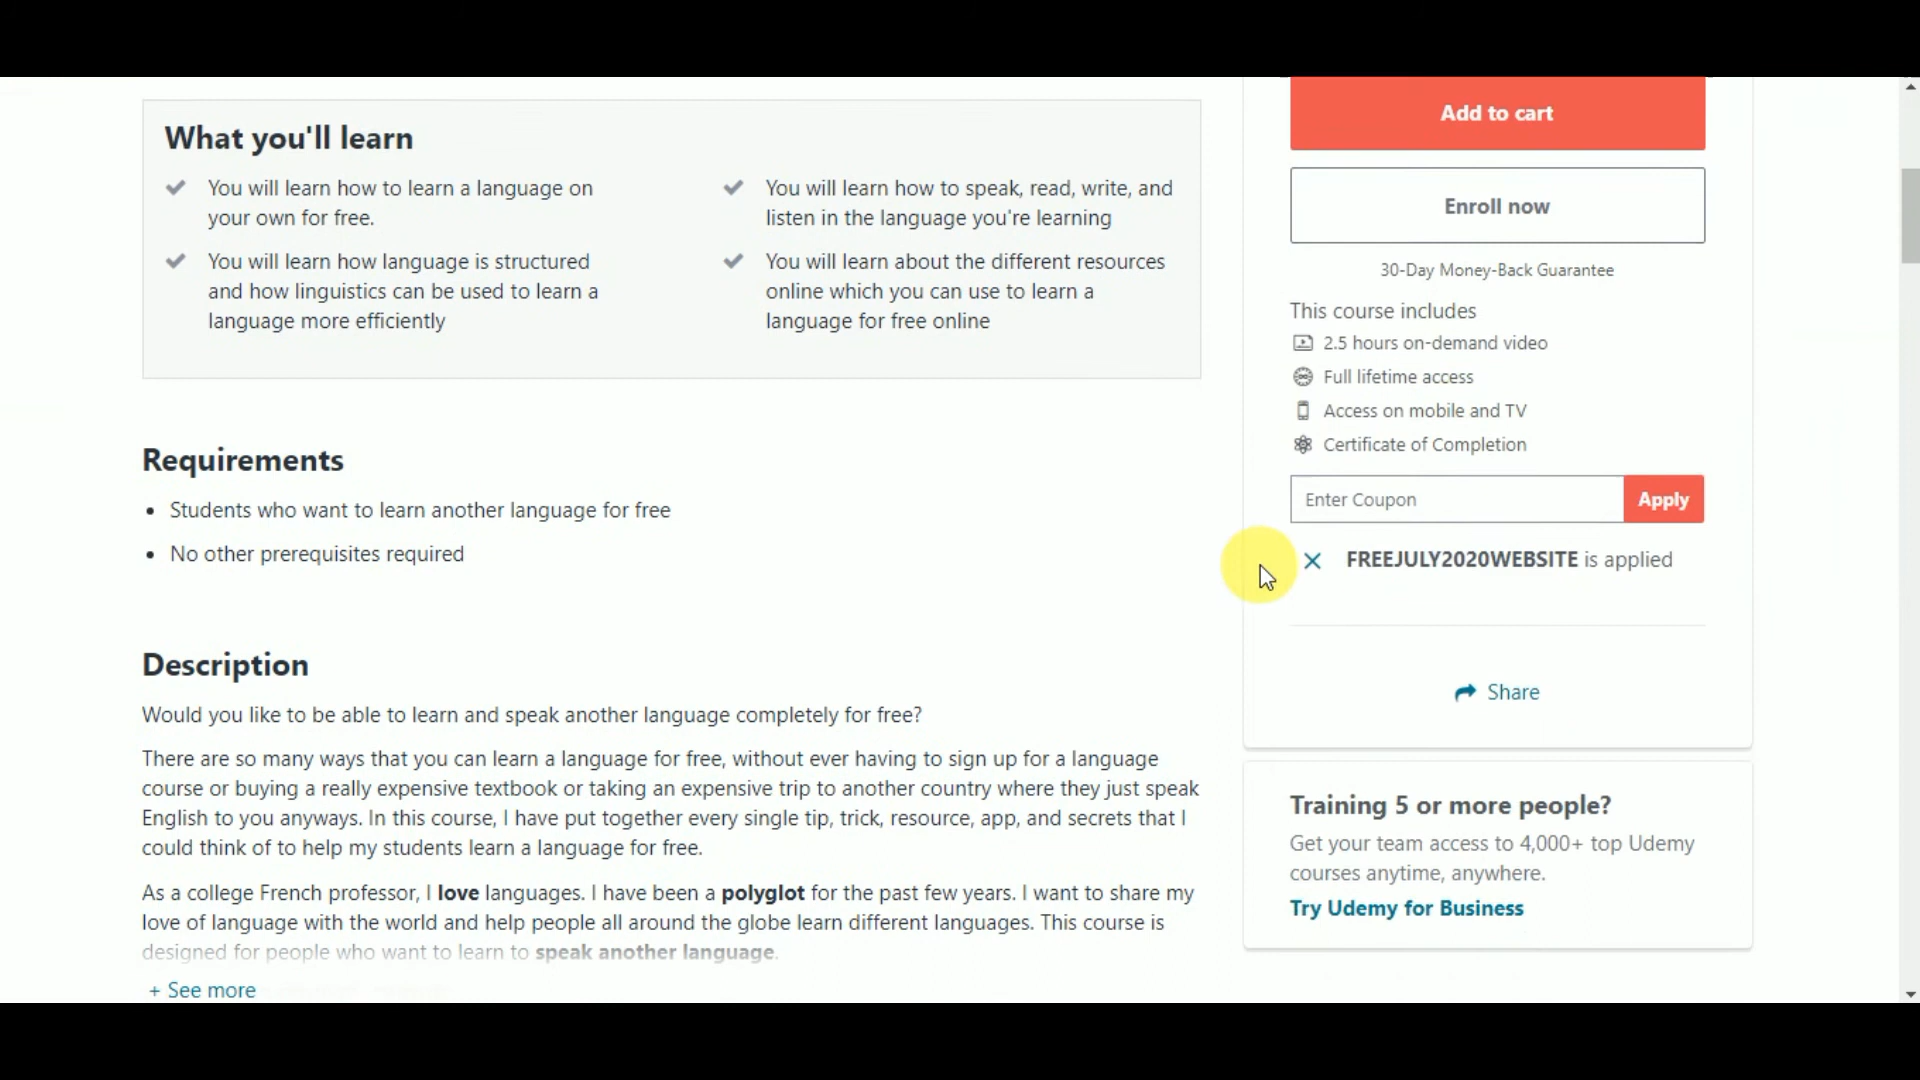 What you'll learn
You will learn how to learn a language on
your own for free.
You will learn how language is structured
and how linguistics can be used to learn a
language more efficiently
You will learn how to speak, read, write, and
listen in the language you're learning
You will learn about the different resources
online which you can use to learn a
language for free online
Requirements
• Students who want to learn another language for free
• No other prerequisites required
Description
Would you like to be able to learn and speak another language completely for free?
There are so many ways that you can learn a language for free, without ever having to sign up for a language
course or buying a really expensive textbook or taking an expensive trip to another country where they just speak
English to you anyways. In this course, I have put together every single tip, trick, resource, app, and secrets that I
could think of to help my students learn a language for free.
As a college French professor, I love languages. I have been a polyglot for the past few years. I want to share my
love of language with the world and help people all around the globe learn different languages. This course is
designed for people who want to learn to speak another language.
+ See more
Add to cart
Enroll now
30-Day Money-Back Guarantee
This course includes
2.5 hours on-demand video
Full lifetime access
Access on mobile and TV
Certificate of Completion
Enter Coupon
Apply
FREEJULY2020WEBSITE is applied
Share
Training 5 or more people?
Get your team access to 4,000+ top Udemy
courses anytime, anywhere.
Try Udemy for Business